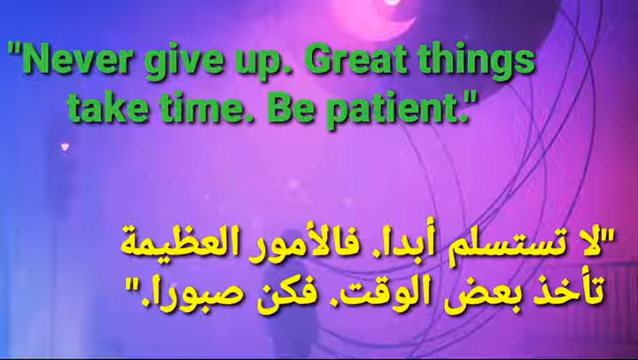 "Never give up. Great things
take time. Be patient."
"لا تستسلم أبدا. فالأمور العظيمة
تأخذ بعض الوقت. فكن صبورا."